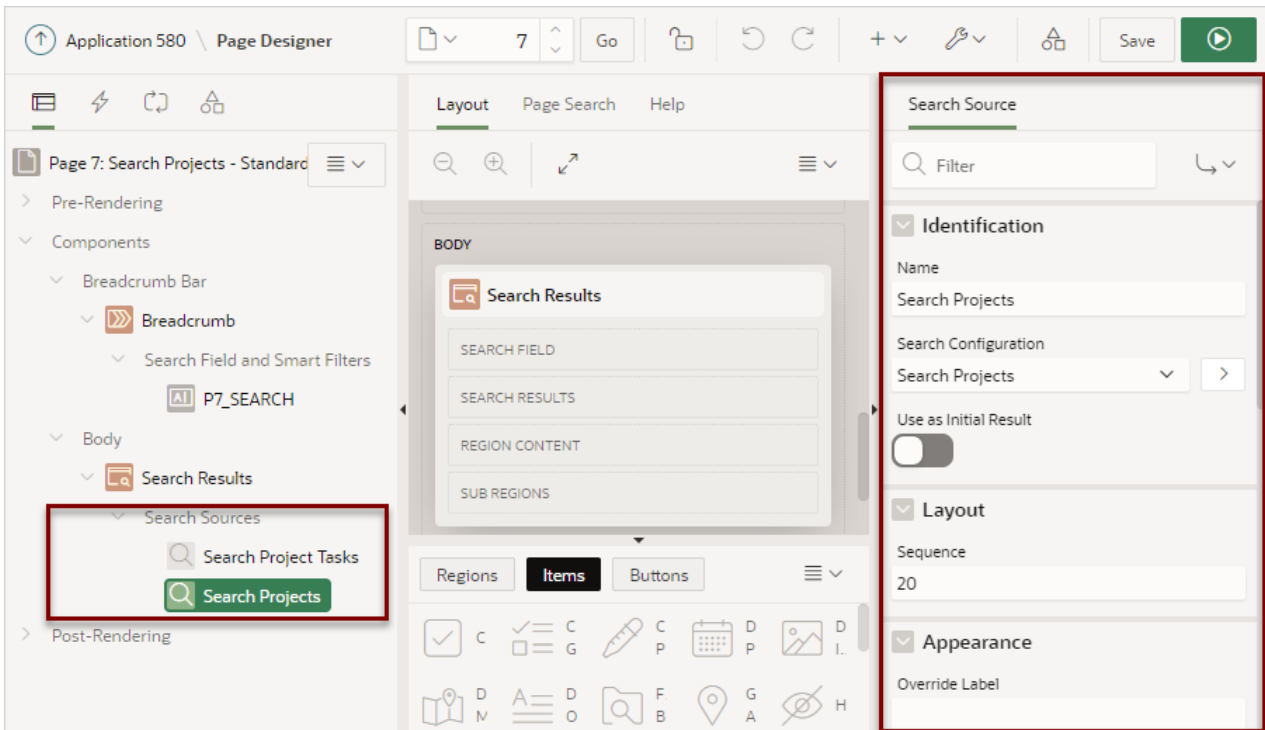 Application 580 \ Page Designer
7
Go
Save
Page 7: Search Projects - Standard
Pre-Rendering
Components
Breadcrumb Bar
Breadcrumb
Search Field and Smart Filters
P7_SEARCH
Body
Search Results
Search Sources
Search Project Tasks
Search Projects
Post-Rendering
Layout Page Search Help
BODY
Search Results
SEARCH FIELD
SEARCH RESULTS
REGION CONTENT
SUB REGIONS
Regions Items Buttons
C
C
G
C
P
D
P
D
I..
D
M
D
O
F
B
G
A
H
Search Source
Filter
Identification
Name
Search Projects
Search Configuration
Search Projects
Use as Initial Result
Layout
Sequence
20
Appearance
Override Label